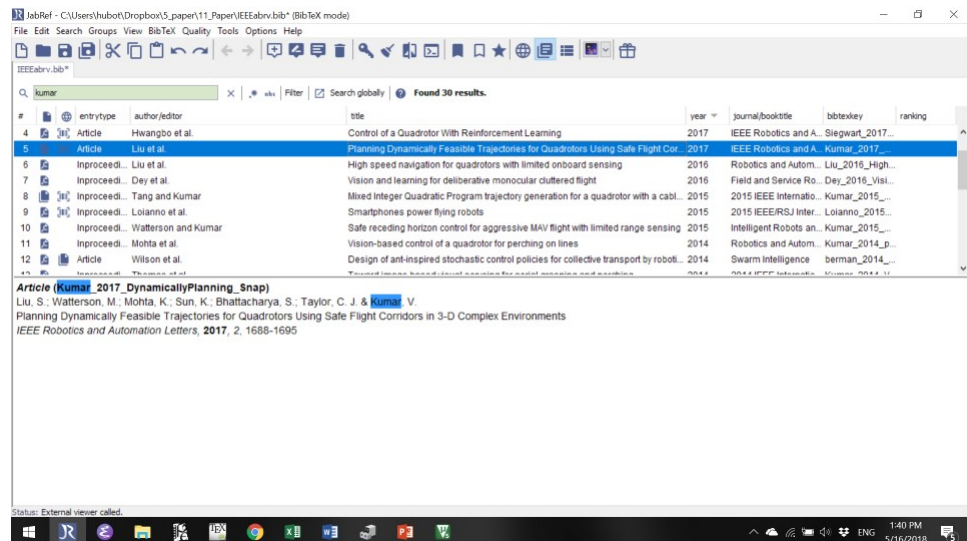 JabRef - C:\Users\hubot\Dropbox\5_paper\11_Paper\IEEEabrv.bib* (BibTeX mode)
File Edit Search Groups View BibTeX Quality Tools Options Help
IEEEabrv.bib*
kumar Filter Search globally Found 30 results.
# entrytype author/editor title year journal/booktitle bibtexkey ranking
4 Article Hwangbo et al. Control of a Quadrotor With Reinforcement Learning 2017 IEEE Robotics and A... Siegwart_2017...
5 Article Liu et al. Planning Dynamically Feasible Trajectories for Quadrotors Using Safe Flight Cor... 2017 IEEE Robotics and A... Kumar_2017_...
6 Inproceedi... Liu et al. High speed navigation for quadrotors with limited onboard sensing 2016 Robotics and Autom... Liu_2016_High...
7 Inproceedi... Dey et al. Vision and learning for deliberative monocular cluttered flight 2016 Field and Service Ro... Dey_2016_Visi...
8 Inproceedi... Tang and Kumar Mixed Integer Quadratic Program trajectory generation for a quadrotor with a cabl... 2015 2015 IEEE Internatio... Kumar_2015_...
9 Inproceedi... Loianno et al. Smartphones power flying robots 2015 2015 IEEE/RSJ Inter... Loianno_2015...
10 Inproceedi... Watterson and Kumar Safe receding horizon control for aggressive MAV flight with limited range sensing 2015 Intelligent Robots an... Kumar_2015_...
11 Inproceedi... Mohta et al. Vision-based control of a quadrotor for perching on lines 2014 Robotics and Autom... Kumar_2014_p...
12 Article Wilson et al. Design of ant-inspired stochastic control policies for collective transport by roboti... 2014 Swarm Intelligence berman_2014_...
Article (Kumar_2017_DynamicallyPlanning_Snap)
Liu, S.; Watterson, M.; Mohta, K.; Sun, K.; Bhattacharya, S.; Taylor, C. J. & Kumar, V.
Planning Dynamically Feasible Trajectories for Quadrotors Using Safe Flight Corridors in 3-D Complex Environments
IEEE Robotics and Automation Letters, 2017, 2, 1688-1695
Status: External viewer called.
ENG 1:40 PM
5/16/2018